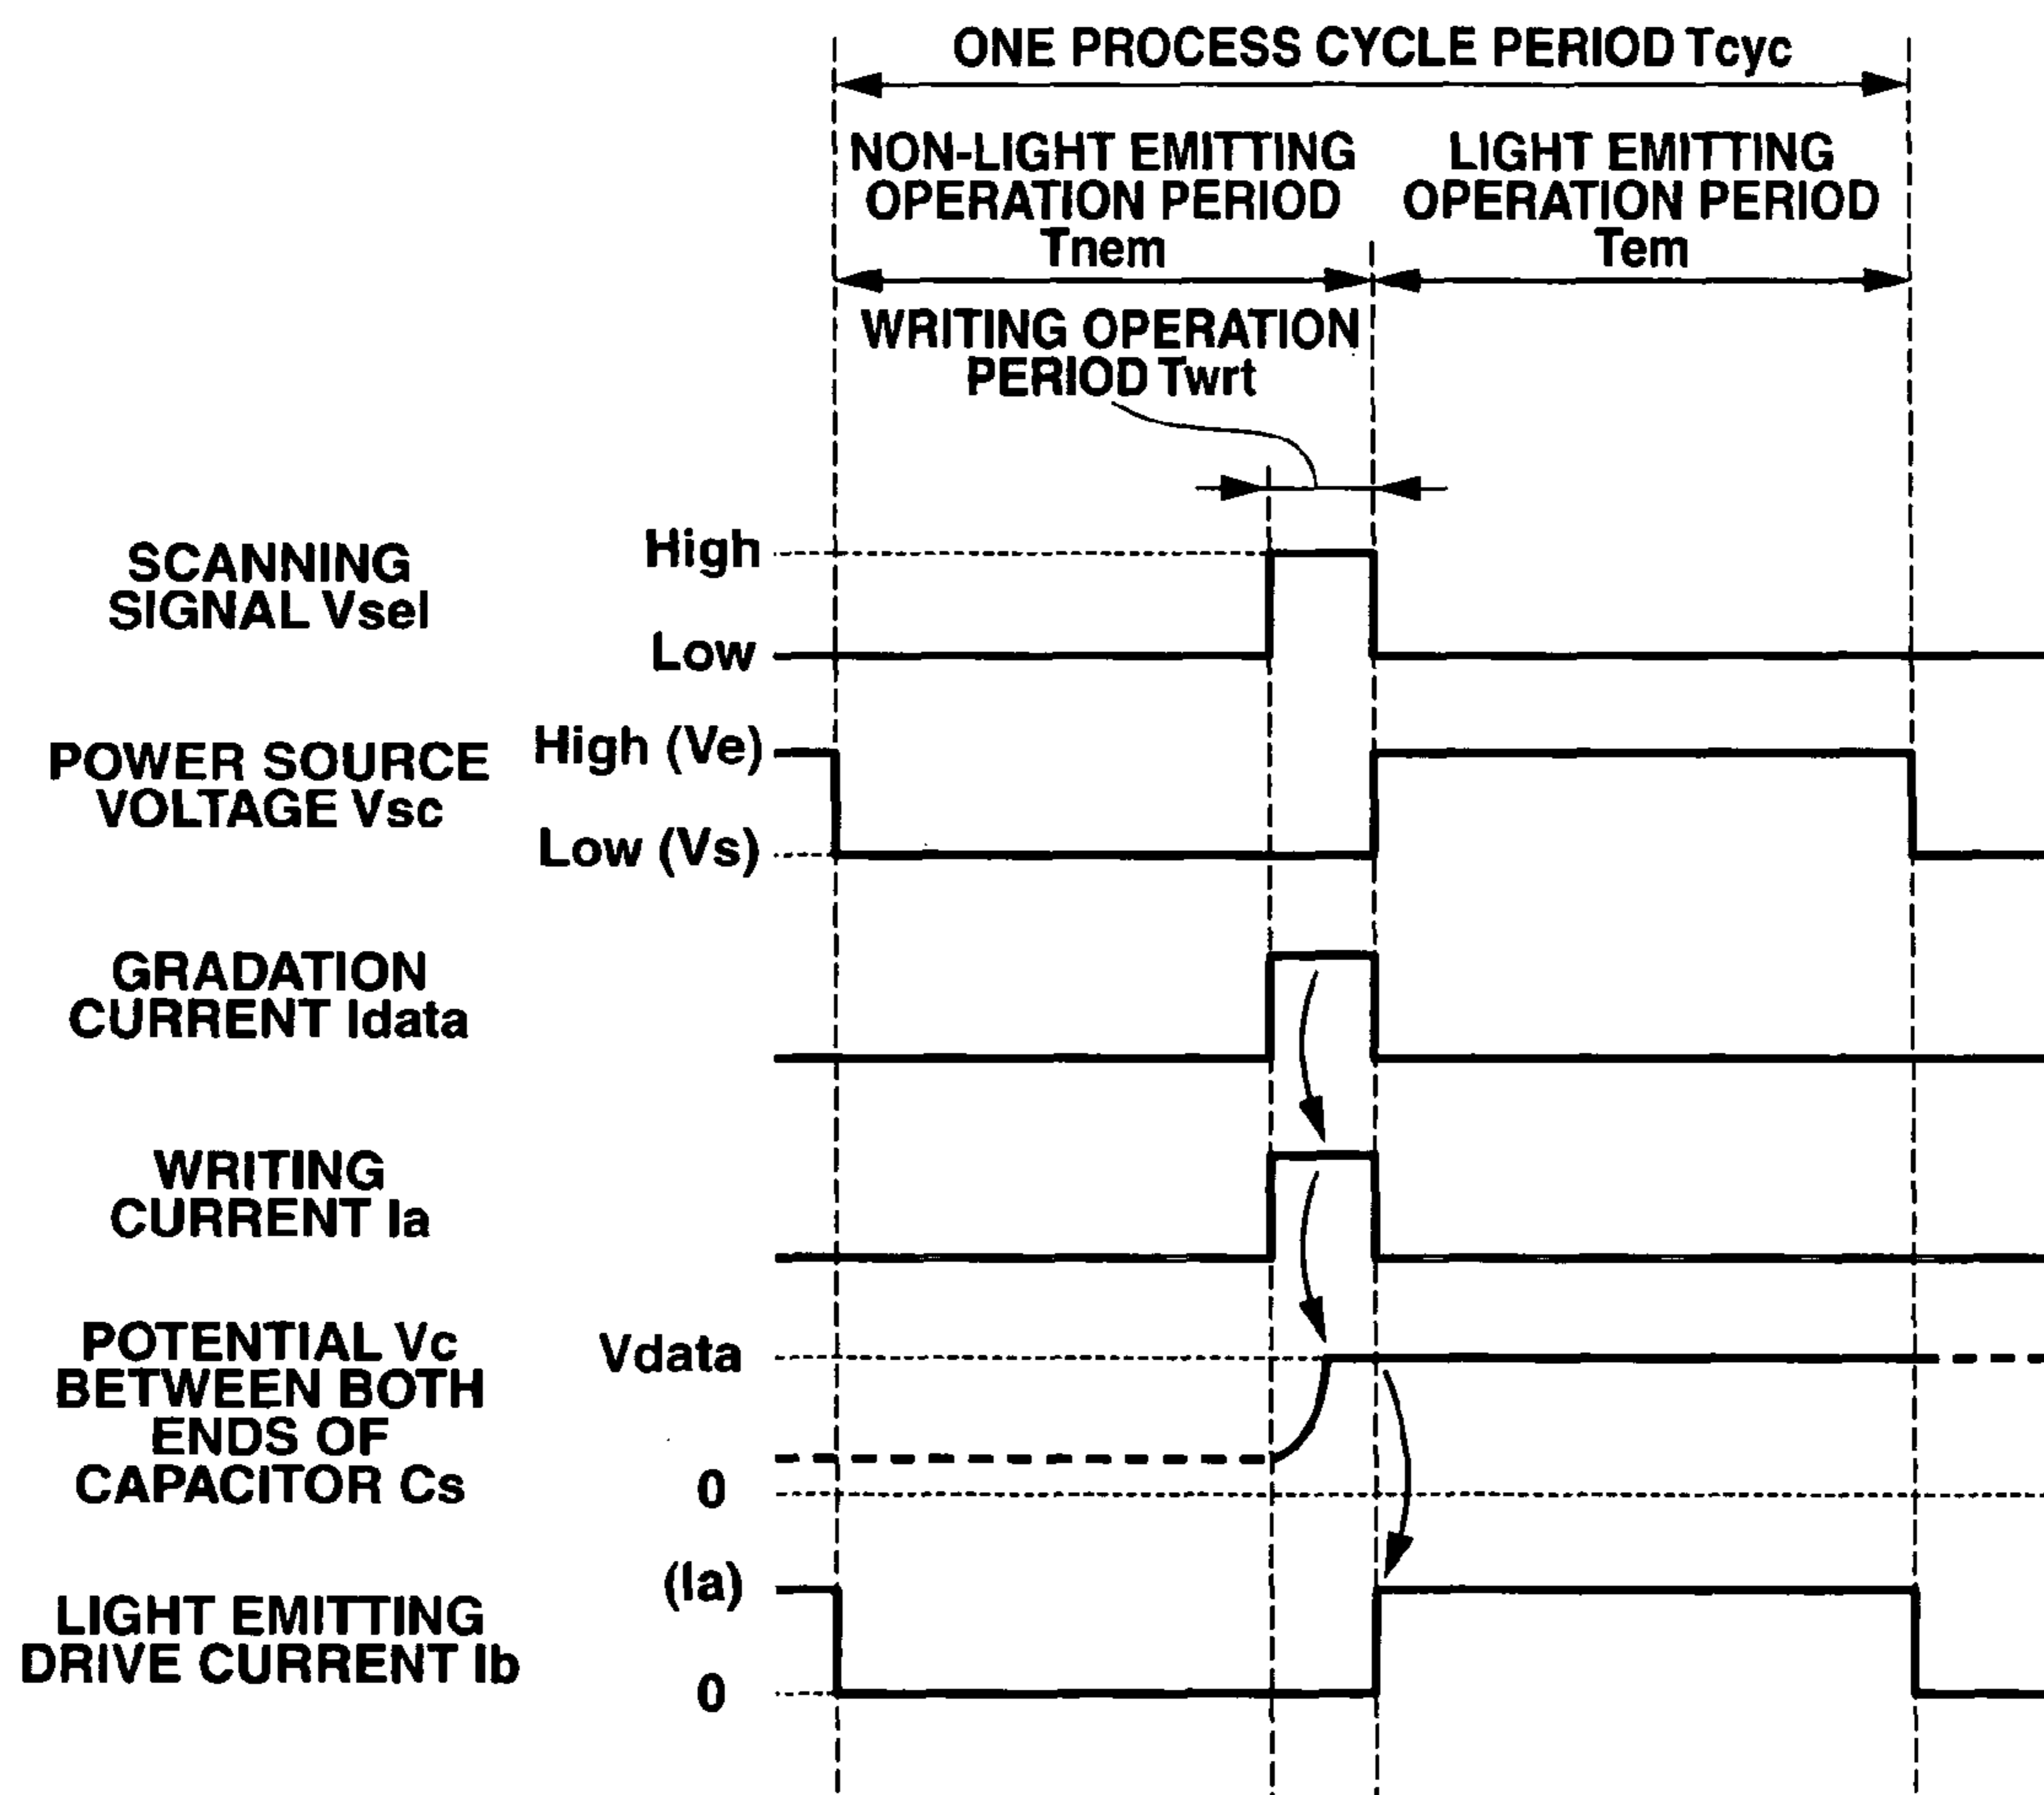 ONE PROCESS CYCLE PERIOD Tcyc
NON-LIGHT EMITTING
OPERATION PERIOD
Tnem
LIGHT EMITTING
OPERATION PERIOD
Tem
WRITING OPERATION
PERIOD Twrt
SCANNING
SIGNAL Vsel
High
Low
POWER SOURCE
VOLTAGE Vsc
High (Ve)
Low (Vs)
GRADATION
CURRENT Idata
WRITING
CURRENT Ia
POTENTIAL Vc
BETWEEN BOTH
ENDS OF
CAPACITOR Cs
Vdata
0
LIGHT EMITTING
DRIVE CURRENT Ib
(Ia)
0